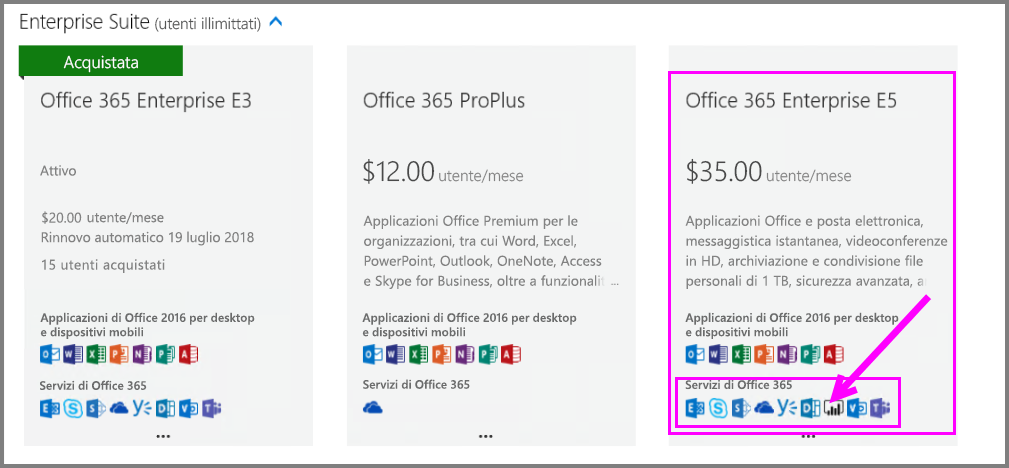 Enterprise Suite (utenti illimittati)
Acquistata
Office 365 Enterprise E3
Attivo
$20.00 utente/mese
Rinnovo automatico 19 luglio 2018
15 utenti acquistati
Applicazioni di Office 2016 per desktop
e dispositivi mobili
Servizi di Office 365
...
Office 365 ProPlus
$12.00 utente/mese
Applicazioni Office Premium per le
organizzazioni, tra cui Word, Excel,
PowerPoint, Outlook, OneNote, Access
e Skype for Business, oltre a funzionalit ...
Applicazioni di Office 2016 per desktop
e dispositivi mobili
Servizi di Office 365
...
Office 365 Enterprise E5
$35.00 utente/mese
Applicazioni Office e posta elettronica,
messaggistica istantanea, videoconferenze
in HD, archiviazione e condivisione file
personali di 1 TB, sicurezza avanzata, a
Applicazioni di Office 2016 per desktop
e dispositivi mobili
Servizi di Office 365
...